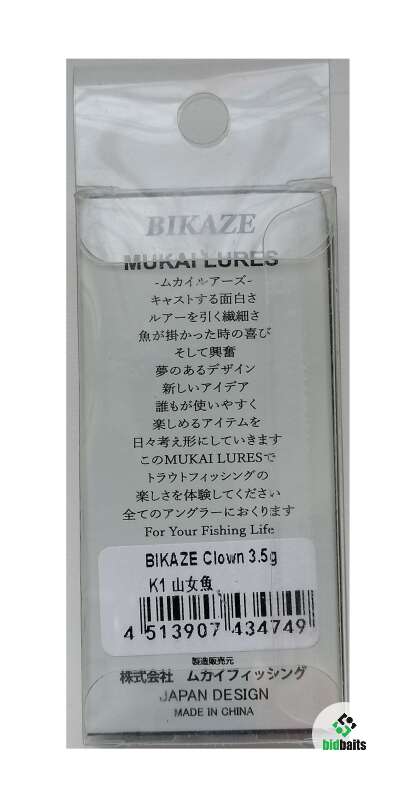 BIKAZE
MUKAI LURES
-ムカイルアーズ-
キャストする面白さ
ルアーを引く繊細さ
魚が掛かった時の喜び
そして興奮
夢のあるデザイン
新しいアイデア
誰もが使いやすく
楽しめるアイテムを
日々考え形にしていきます
このMUKAI LURESで
トラウトフィッシングの
楽しさを体験してください
全てのアングラーにおくります
For Your Fishing Life
BIKAZE Clown 3.5g
K1 山女魚
4 513907 434749
製造販売元
株式会社 ムカイフィッシング
JAPAN DESIGN
MADE IN CHINA
bidbaits